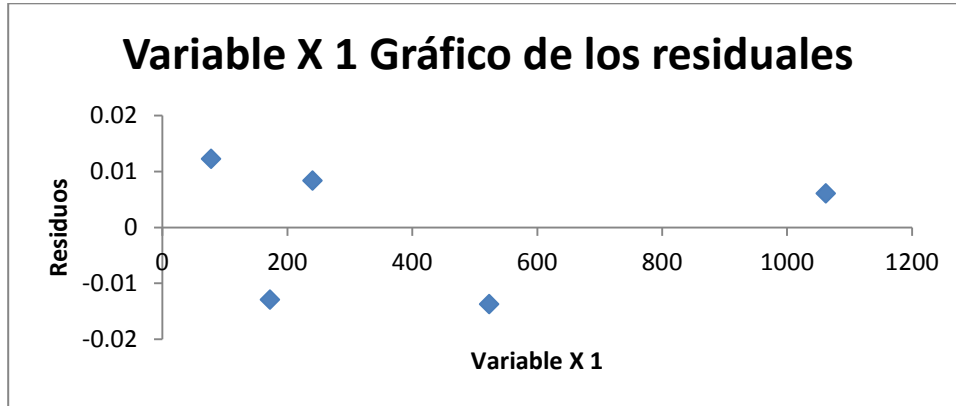 Variable X 1 Gráfico de los residuales
0.02
0.01
0
-0.01
-0.02
Residuos
0 200 400 600 800 1000 1200
Variable X 1